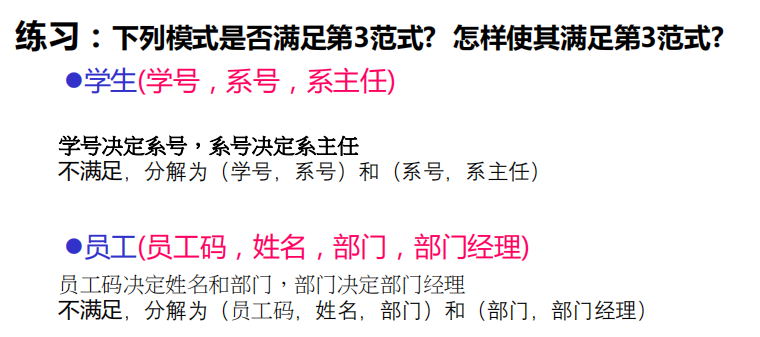 练习：下列模式是否满足第3范式？怎样使其满足第3范式？
●学生(学号，系号，系主任)
学号决定系号，系号决定系主任
不满足，分解为（学号，系号）和（系号，系主任）
●员工(员工码，姓名，部门，部门经理)
员工码决定姓名和部门，部门决定部门经理
不满足，分解为（员工码，姓名，部门）和（部门，部门经理）